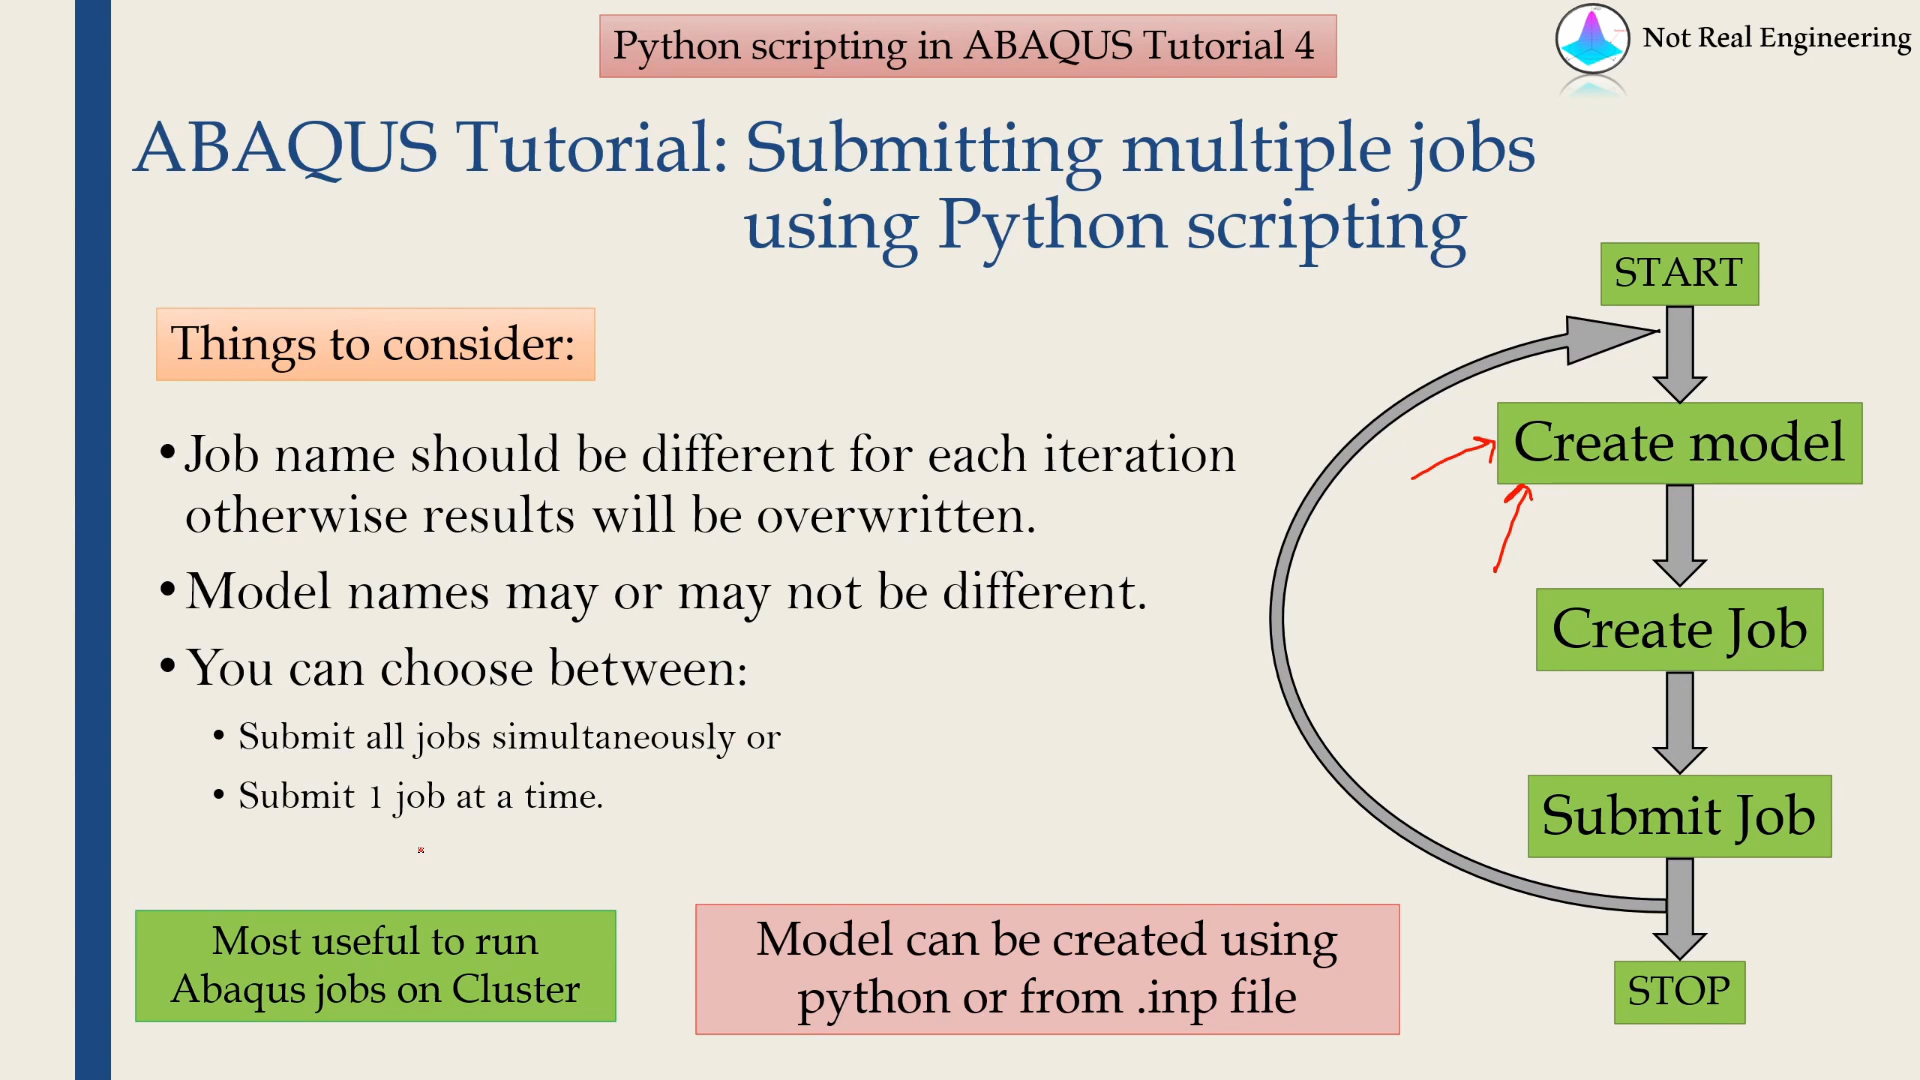 Python scripting in ABAQUS Tutorial 4
Not Real Engineering
ABAQUS Tutorial: Submitting multiple jobs
using Python scripting
Things to consider:
•Job name should be different for each iteration
otherwise results will be overwritten.
•Model names may or may not be different.
•You can choose between:
• Submit all jobs simultaneously or
• Submit 1 job at a time.
Most useful to run
Abaqus jobs on Cluster
Model can be created using
python or from .inp file
START
Create model
Create Job
Submit Job
STOP